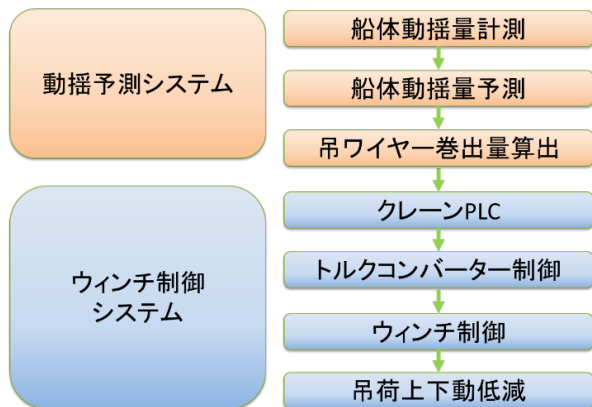 動揺予測システム
船体動揺量計測
船体動揺量予測
吊ワイヤー巻出量算出
ウィンチ制御
システム
クレーンPLC
トルクコンバーター制御
ウィンチ制御
吊荷上下動低減